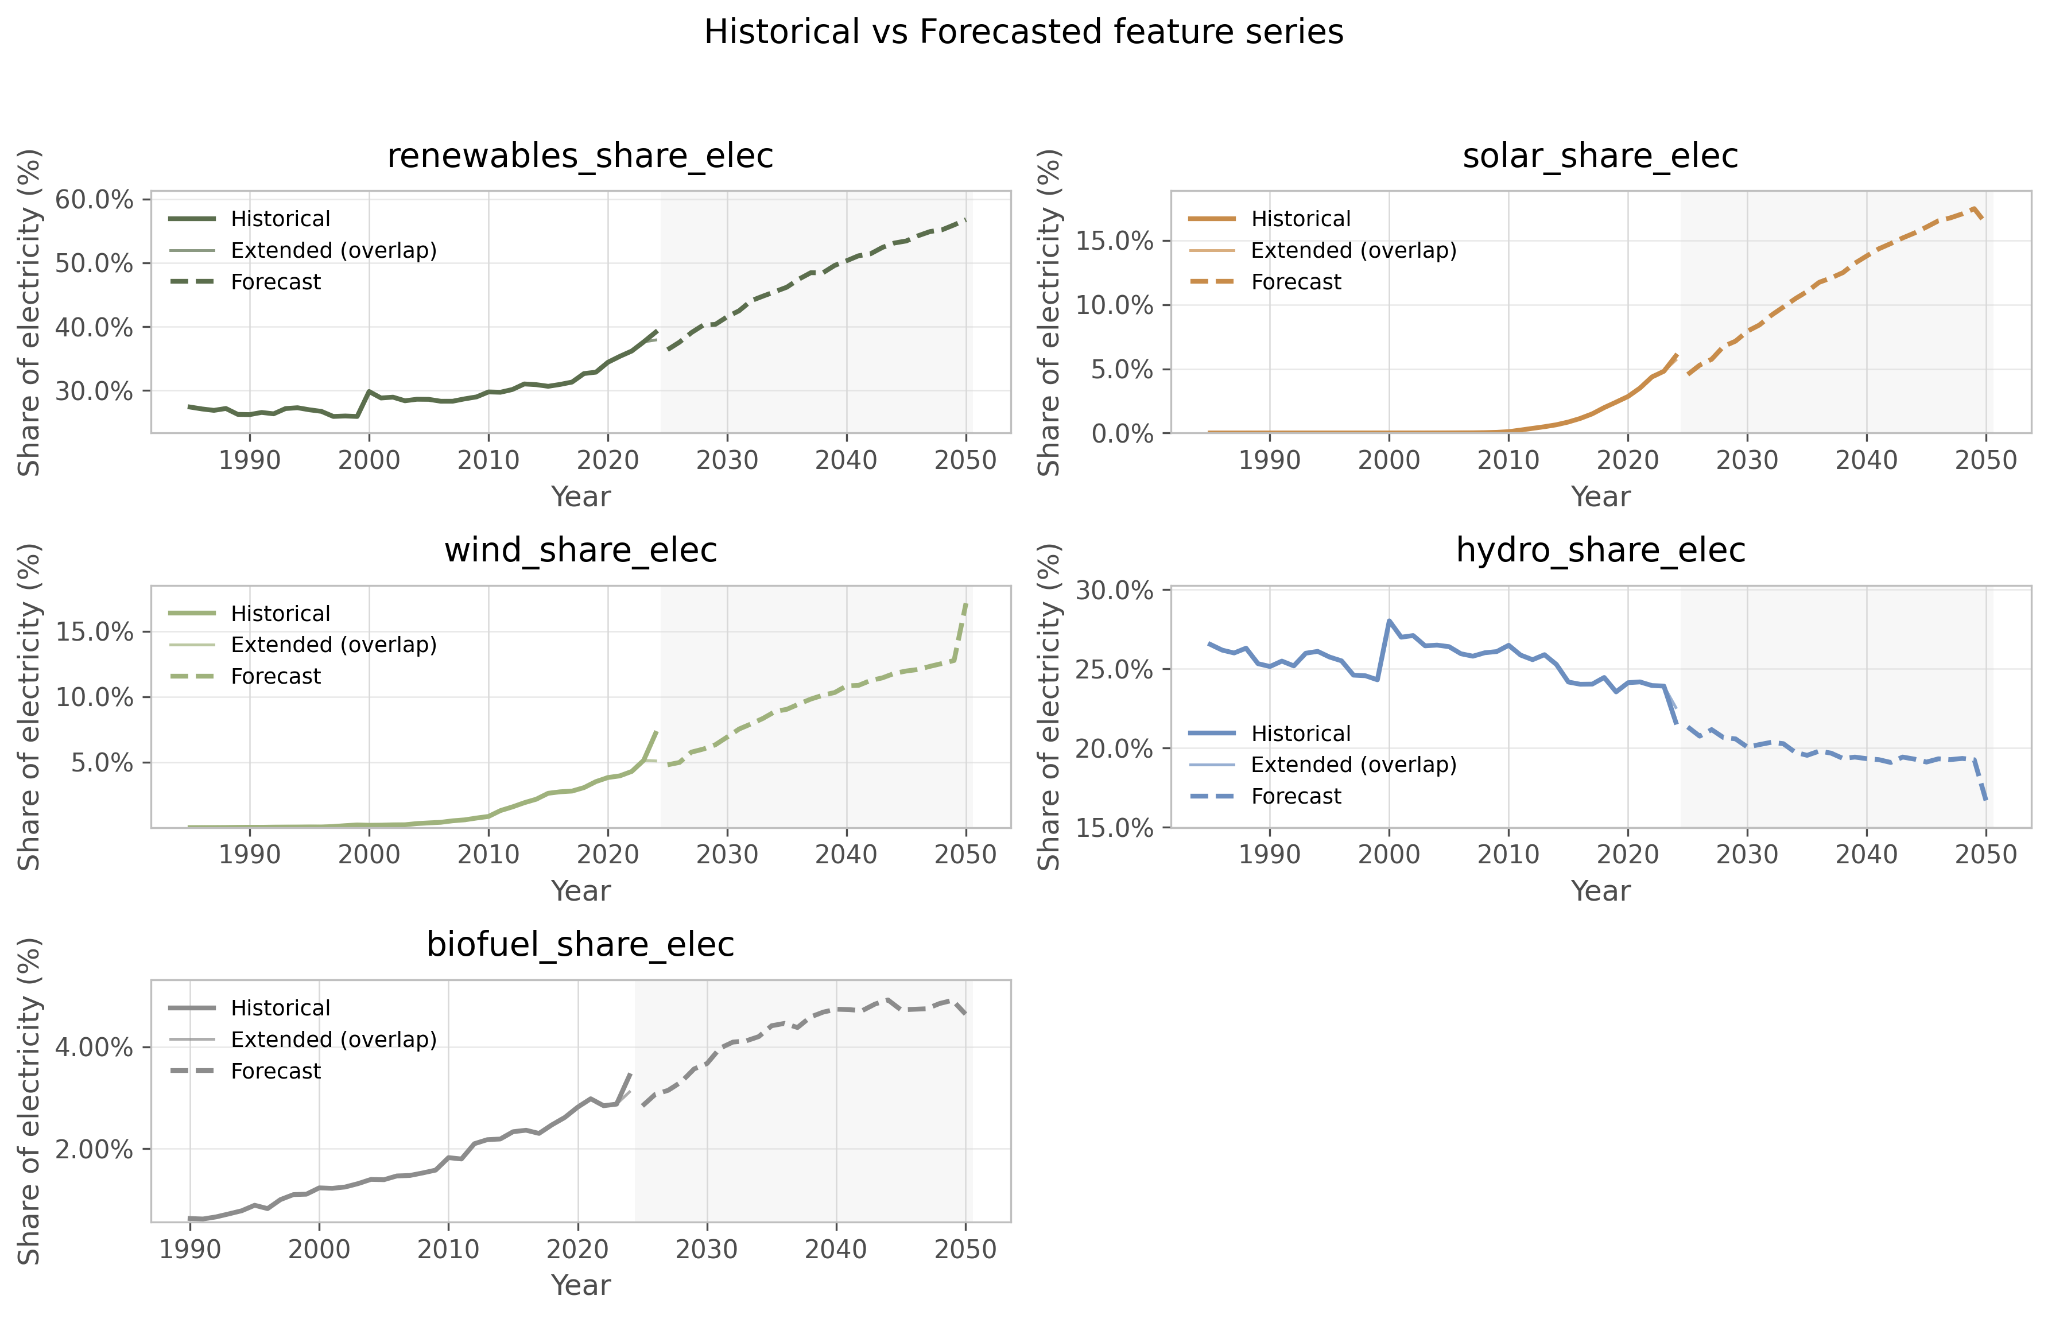 Historical vs Forecasted feature series
renewables_share_elec
Share of electricity (%)
60.0%
50.0%
40.0%
30.0%
Historical
Extended (overlap)
Forecast
1990 2000 2010 2020 2030 2040 2050
Year
solar_share_elec
Share of electricity (%)
15.0%
10.0%
5.0%
0.0%
Historical
Extended (overlap)
Forecast
1990 2000 2010 2020 2030 2040 2050
Year
wind_share_elec
Share of electricity (%)
15.0%
10.0%
5.0%
Historical
Extended (overlap)
Forecast
1990 2000 2010 2020 2030 2040 2050
Year
hydro_share_elec
Share of electricity (%)
30.0%
25.0%
20.0%
15.0%
Historical
Extended (overlap)
Forecast
1990 2000 2010 2020 2030 2040 2050
Year
biofuel_share_elec
Share of electricity (%)
4.00%
2.00%
Historical
Extended (overlap)
Forecast
1990 2000 2010 2020 2030 2040 2050
Year